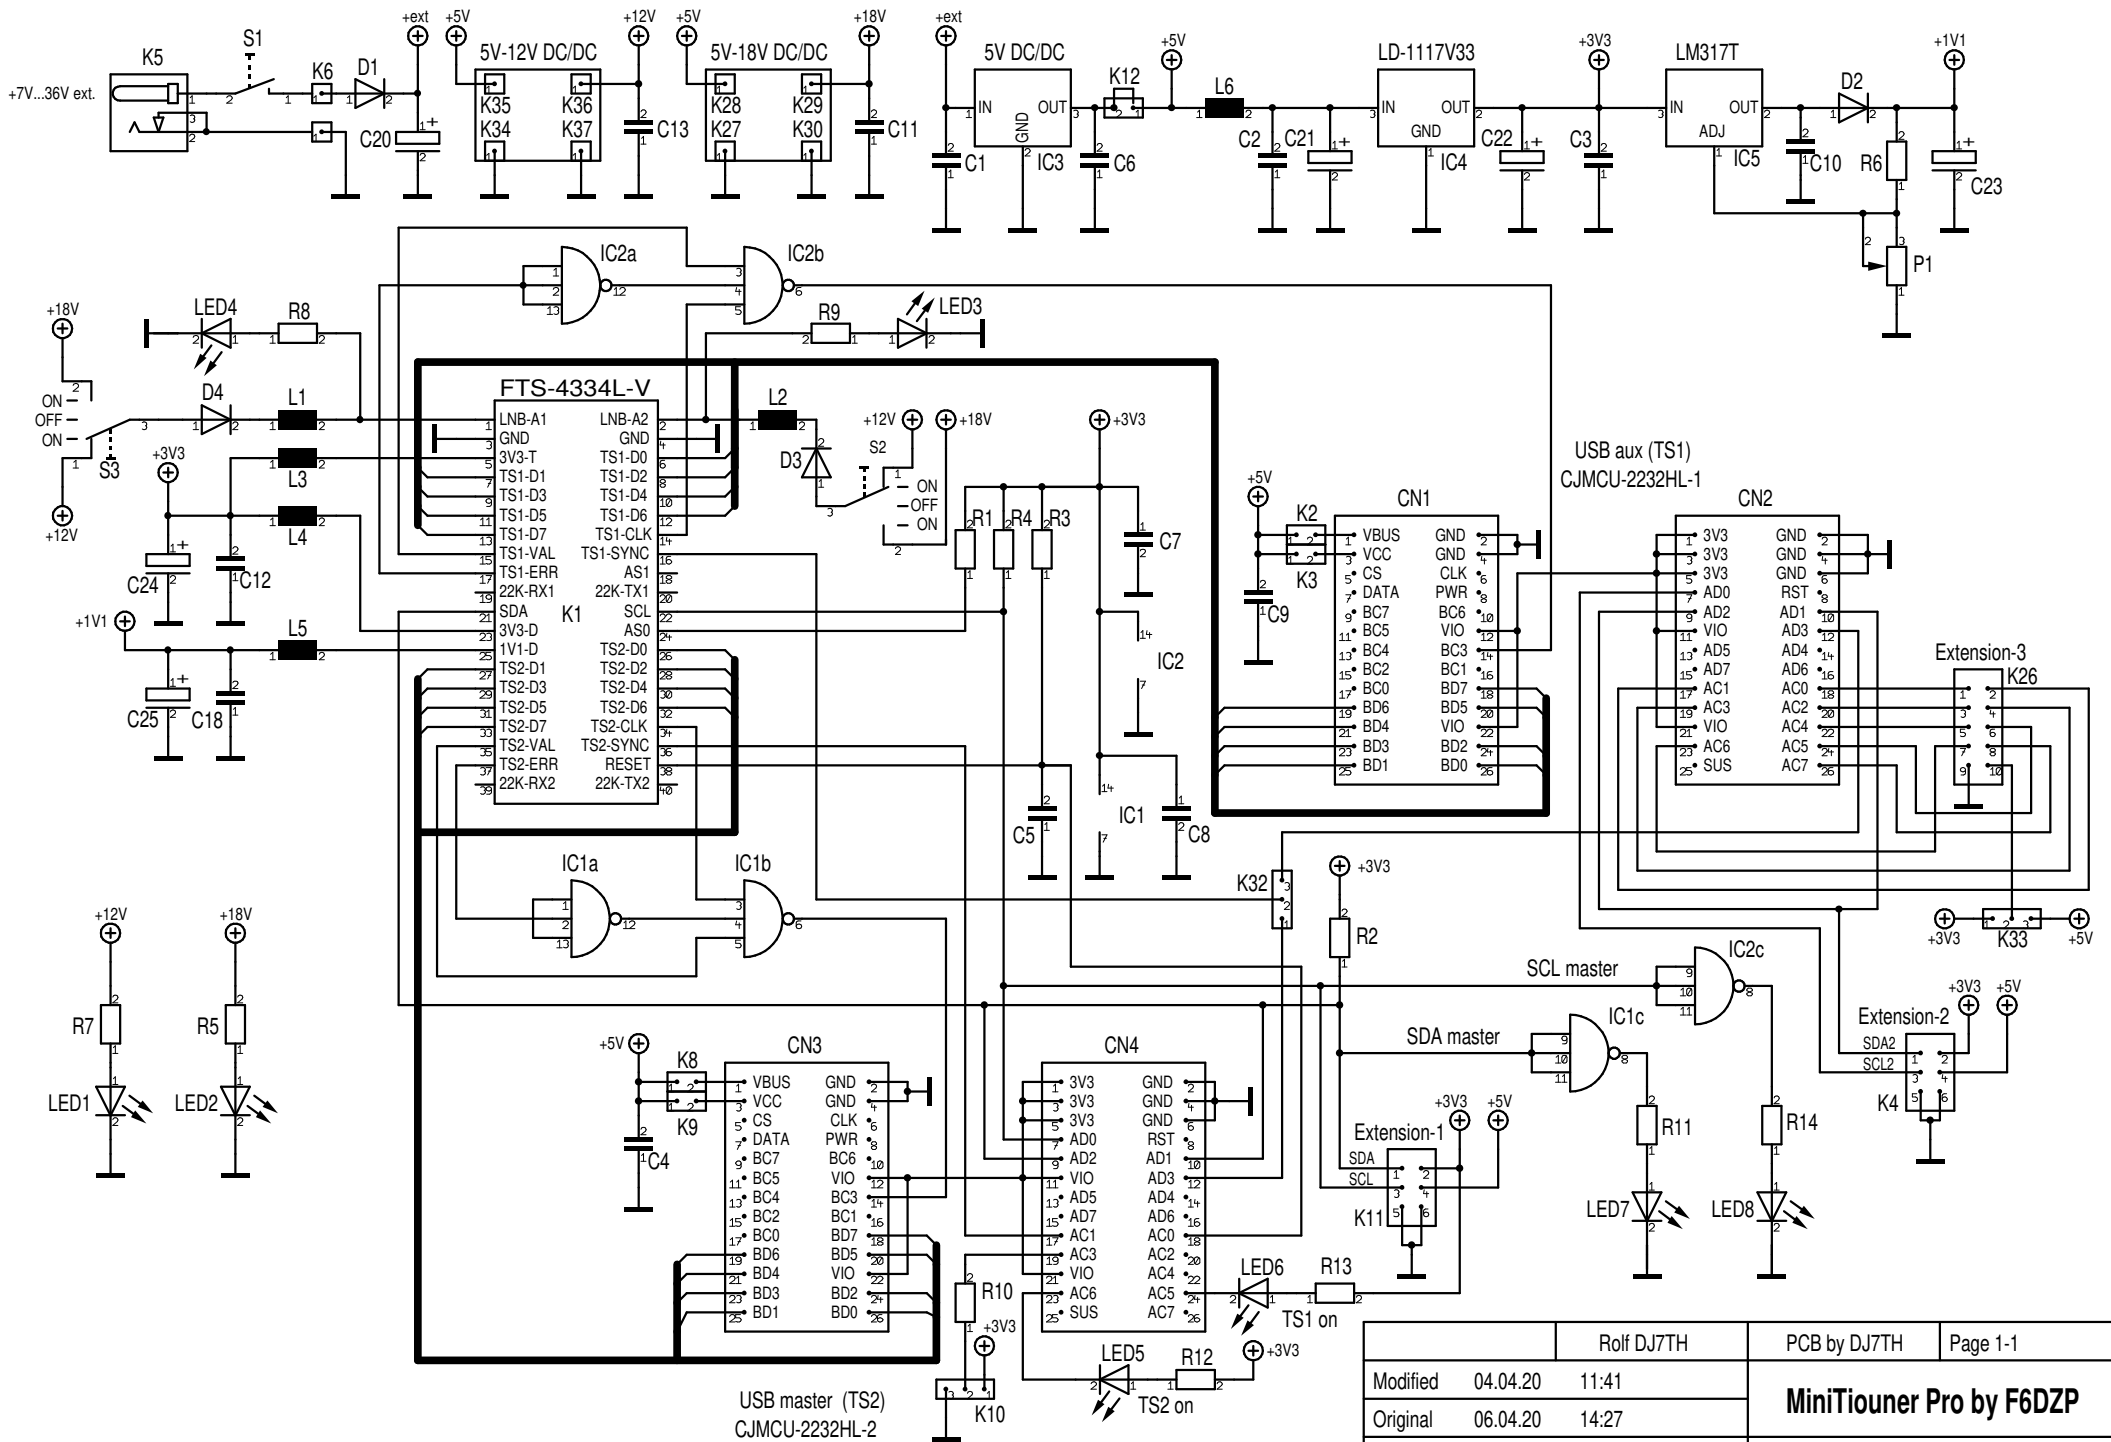 +7V...36V ext.
K5
S1
K6
D1
+ext
C20
+5V
5V-12V DC/DC
+12V
K35
K36
K34
K37
C13
+5V
5V-18V DC/DC
+18V
K28
K29
K27
K30
C11
+ext
5V DC/DC
IN
OUT
GND
IC3
C1
C6
K12
+5V
L6
C2
C21
LD-1117V33
IN
OUT
GND
IC4
C22
+3V3
C3
LM317T
IN
OUT
ADJ
IC5
C10
D2
R6
+1V1
C23
P1
IC2a
IC2b
+18V
LED4
R8
R9
LED3
ON
OFF
ON
S3
+12V
D4
L1
L3
L4
+3V3
C24
C12
+1V1
L5
C25
C18
FTS-4334L-V
LNB-A1
LNB-A2
GND
GND
3V3-T
TS1-D0
TS1-D1
TS1-D2
TS1-D3
TS1-D4
TS1-D5
TS1-D6
TS1-D7
TS1-CLK
TS1-VAL
TS1-SYNC
TS1-ERR
AS1
22K-RX1
22K-TX1
SDA
K1
SCL
3V3-D
AS0
1V1-D
TS2-D0
TS2-D1
TS2-D2
TS2-D3
TS2-D4
TS2-D5
TS2-D6
TS2-D7
TS2-CLK
TS2-VAL
TS2-SYNC
TS2-ERR
RESET
22K-RX2
22K-TX2
L2
D3
+12V
+18V
S2
ON
OFF
ON
+3V3
R1
R4
R3
C7
IC2
IC1
C5
C8
USB aux (TS1)
CJMCU-2232HL-1
+5V
K2
K3
C9
CN1
VBUS
GND
VCC
GND
CS
CLK
DATA
PWR
BC7
BC6
BC5
VIO
BC4
BC3
BC2
BC1
BC0
BD7
BD6
BD5
BD4
VIO
BD3
BD2
BD1
BD0
CN2
3V3
GND
3V3
GND
3V3
GND
AD0
RST
AD2
AD1
VIO
AD3
AD5
AD4
AD7
AD6
AC1
AC0
AC3
AC2
VIO
AC4
AC6
AC5
SUS
AC7
Extension-3
K26
+3V3
K33
+5V
IC1a
IC1b
K32
+3V3
R2
+12V
R7
LED1
+18V
R5
LED2
SCL master
IC2c
SDA master
IC1c
R11
LED7
R14
LED8
Extension-2
+3V3
+5V
SDA2
SCL2
K4
+5V
K8
K9
C4
CN3
VBUS
GND
VCC
GND
CS
CLK
DATA
PWR
BC7
BC6
BC5
VIO
BC4
BC3
BC2
BC1
BC0
BD7
BD6
BD5
BD4
VIO
BD3
BD2
BD1
BD0
CN4
3V3
GND
3V3
GND
3V3
GND
AD0
RST
AD2
AD1
VIO
AD3
AD5
AD4
AD7
AD6
AC1
AC0
AC3
AC2
VIO
AC4
AC6
AC5
SUS
AC7
Extension-1
+3V3
+5V
SDA
SCL
K11
LED6
R13
TS1 on
R10
+3V3
K10
LED5
R12
+3V3
TS2 on
USB master (TS2)
CJMCU-2232HL-2
Rolf DJ7TH
PCB by DJ7TH
Page 1-1
Modified 04.04.20 11:41
Original 06.04.20 14:27
MiniTiouner Pro by F6DZP